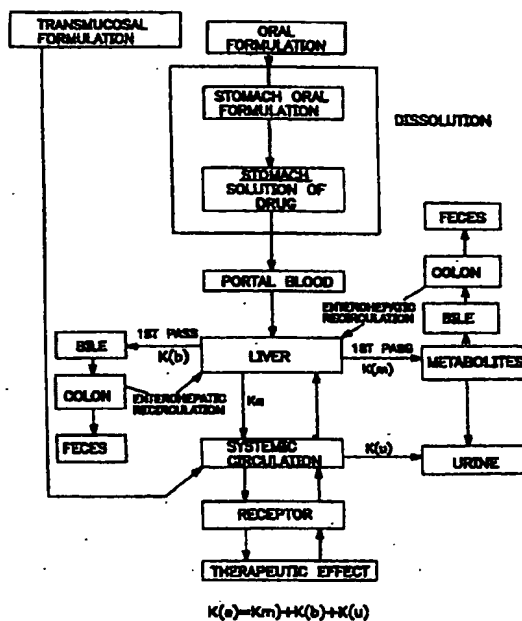 TRANSMUCOSAL
FORMULATION
ORAL
FORMULATION
STOMACH ORAL
FORMULATION
DISSOLUTION
STOMACH
SOLUTION OF
DRUG
FECES
PORTAL BLOOD
COLON
ENTEROHEPATIC
RECIRCULATION
BILE
BILE
1ST PASS
K(b)
LIVER
1ST PASS
K(m)
METABOLITES
COLON
ENTEROHEPATIC
RECIRCULATION
Ka
FECES
SYSTEMIC
CIRCULATION
K(u)
URINE
RECEPTOR
THERAPEUTIC EFFECT
K(e)=Km)+K(b)+K(u)